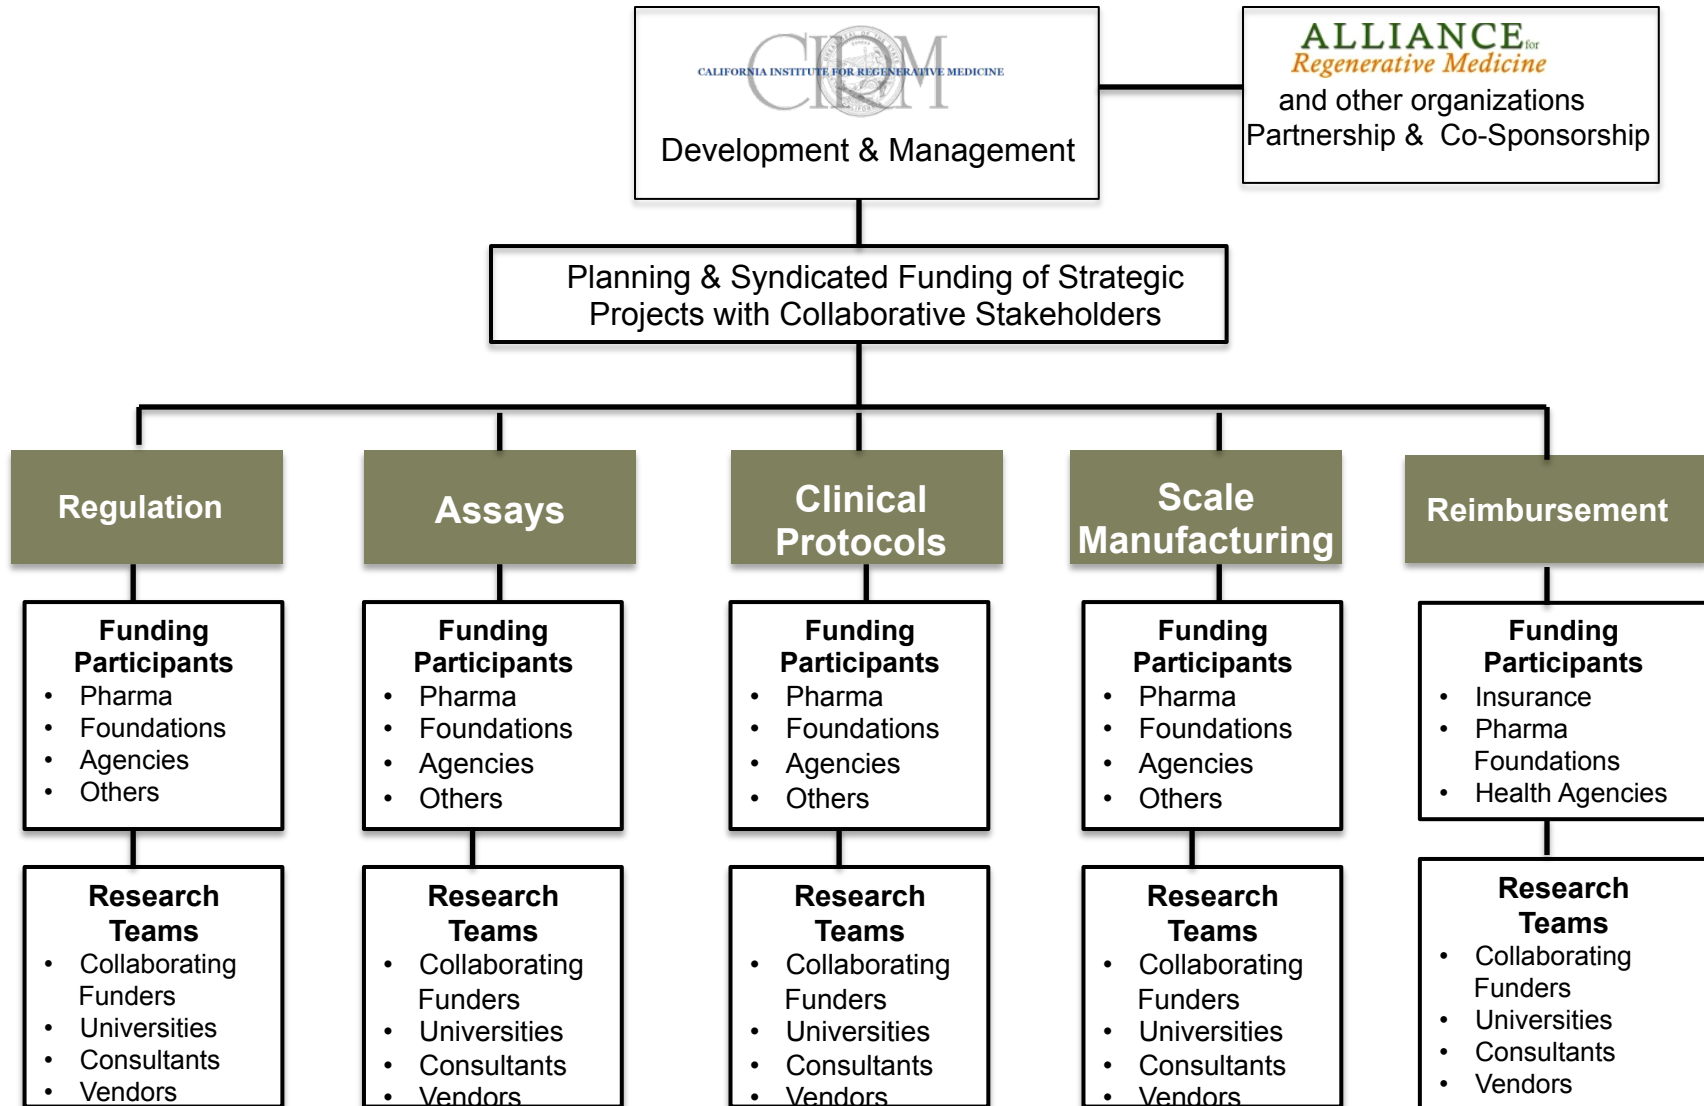 CIRM
CALIFORNIA INSTITUTE FOR REGENERATIVE MEDICINE
Development & Management
ALLIANCE for
Regenerative Medicine
and other organizations
Partnership & Co-Sponsorship
Planning & Syndicated Funding of Strategic
Projects with Collaborative Stakeholders
Regulation
Funding
Participants
• Pharma
• Foundations
• Agencies
• Others
Research
Teams
• Collaborating
Funders
• Universities
• Consultants
• Vendors
Assays
Funding
Participants
• Pharma
• Foundations
• Agencies
• Others
Research
Teams
• Collaborating
Funders
• Universities
• Consultants
• Vendors
Clinical
Protocols
Funding
Participants
• Pharma
• Foundations
• Agencies
• Others
Research
Teams
• Collaborating
Funders
• Universities
• Consultants
• Vendors
Scale
Manufacturing
Funding
Participants
• Pharma
• Foundations
• Agencies
• Others
Research
Teams
• Collaborating
Funders
• Universities
• Consultants
• Vendors
Reimbursement
Funding
Participants
• Insurance
• Pharma
Foundations
• Health Agencies
Research
Teams
• Collaborating
Funders
• Universities
• Consultants
• Vendors